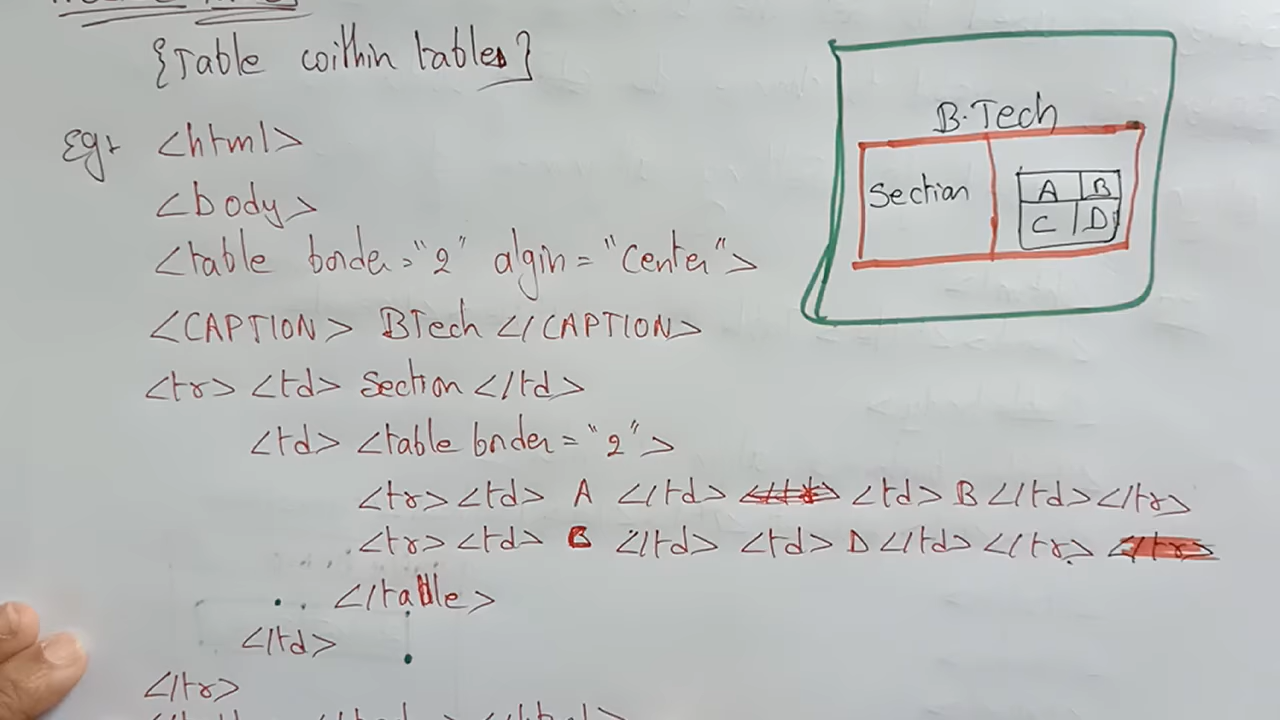 {Table within tables}
Eg:
<html>
<body>
<table border="2" algin="center">
<CAPTION> BTech </CAPTION>
<tr> <td> Section </td>
<td> <table border="2">
<tr> <td> A </td> <td> B </td> </tr>
<tr> <td> </td> <td> D </td> </tr>
</table>
</td>
</tr>
B.Tech
Section
A B
C D